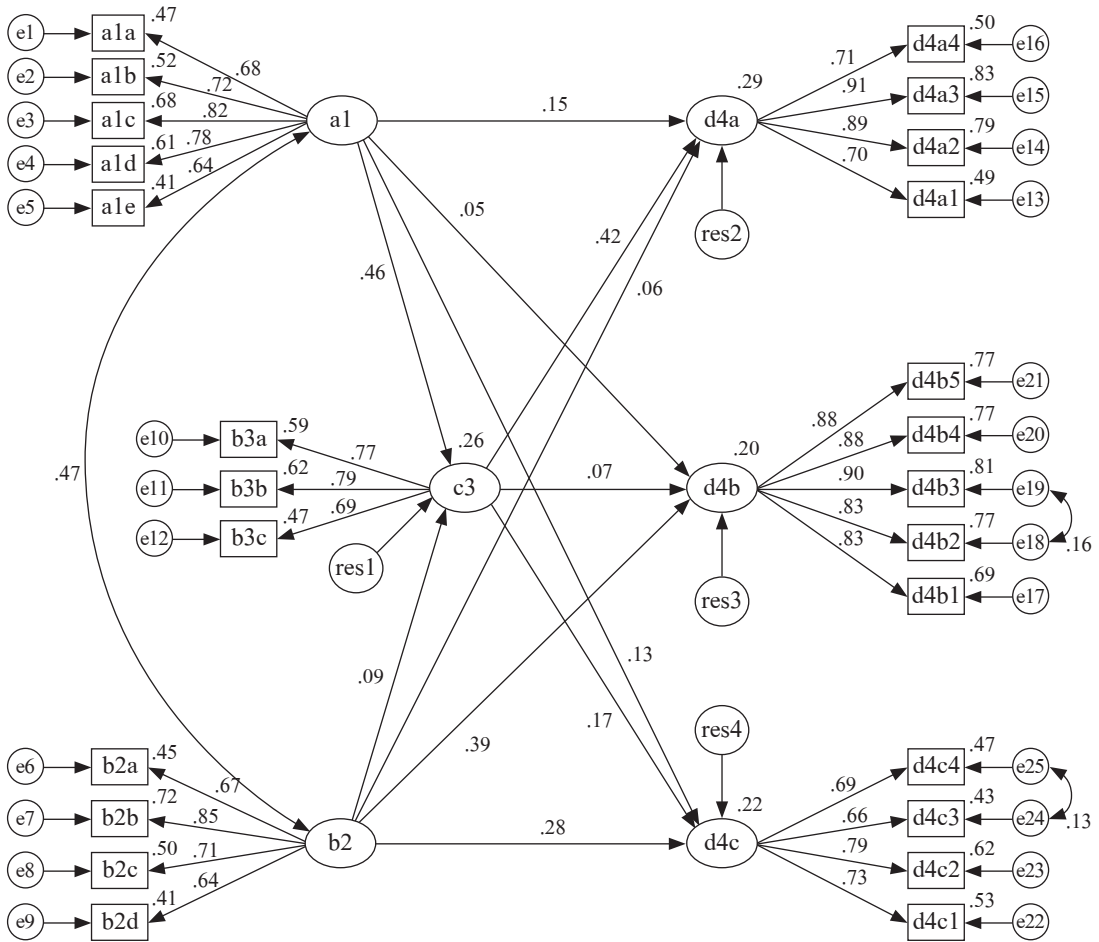 e1 a1a .47
e2 a1b .52
e3 a1c .68
e4 a1d .61
e5 a1e .41
.68
.72
.82
.78
.64
a1
.15
.29
d4a
res2
.71
.91
.89
.70
d4a4 .50 e16
d4a3 .83 e15
d4a2 .79 e14
d4a1 .49 e13
.05
.46
.42
.06
.47
e10 b3a .59
e11 b3b .62
e12 b3c .47
.77
.79
.69
.26
c3
res1
.07
.20
d4b
res3
.88
.88
.90
.83
.83
d4b5 .77 e21
d4b4 .77 e20
d4b3 .81 e19
d4b2 .77 e18
d4b1 .69 e17
.16
.09
.39
.13
.17
e6 b2a .45
e7 b2b .72
e8 b2c .50
e9 b2d .41
.67
.85
.71
.64
b2
.28
res4
.22
d4c
.69
.66
.79
.73
d4c4 .47 e25
d4c3 .43 e24
d4c2 .62 e23
d4c1 .53 e22
.13